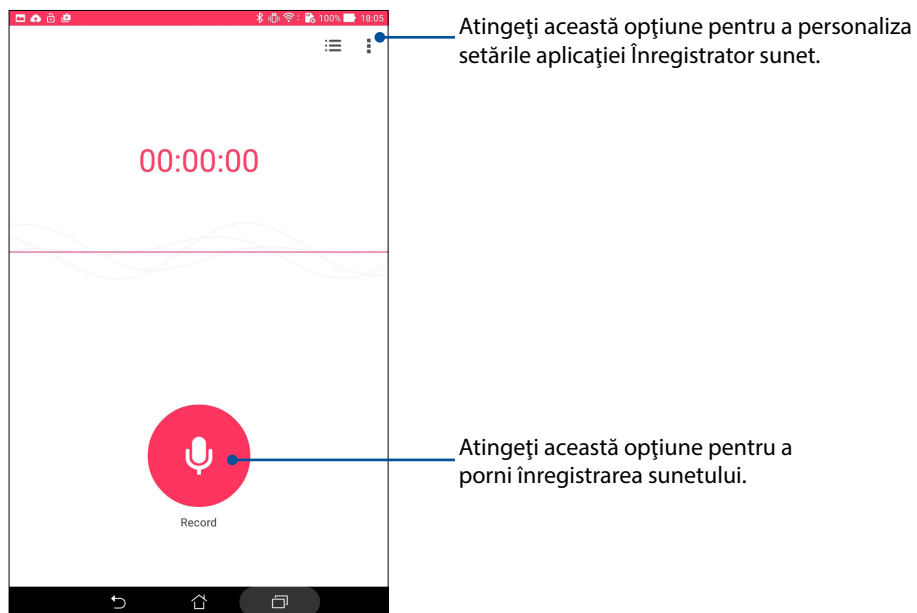 100% 18:05
Atingeţi această opţiune pentru a personaliza
setările aplicaţiei Înregistrator sunet.
00:00:00
Atingeţi această opţiune pentru a
porni înregistrarea sunetului.
Record